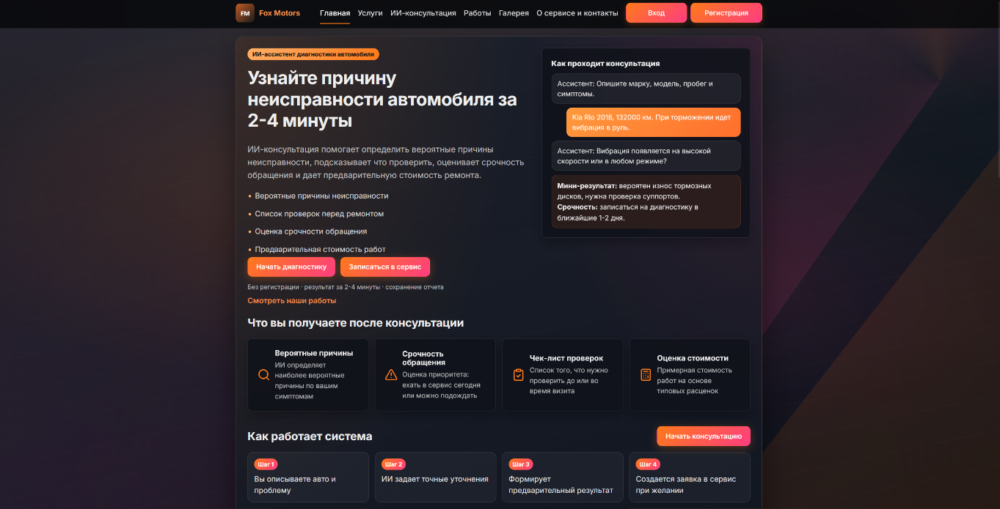 FM
Fox Motors
Главная
Услуги
ИИ-консультация
Работы
Галерея
О сервисе и контакты
Вход
Регистрация
ИИ-ассистент диагностики автомобиля
Узнайте причину
неисправности автомобиля за
2-4 минуты
ИИ-консультация помогает определить вероятные причины
неисправности, подсказывает что проверить, оценивает срочность
обращения и дает предварительную стоимость ремонта.
• Вероятные причины неисправности
• Список проверок перед ремонтом
• Оценка срочности обращения
• Предварительная стоимость работ
Начать диагностику
Записаться в сервис
Без регистрации · результат за 2-4 минуты · сохранение отчета
Смотреть наши работы
Как проходит консультация
Ассистент: Опишите марку, модель, пробег и
симптомы.
Kia Rio 2018, 132000 км. При торможении идет
вибрация в руль.
Ассистент: Вибрация появляется на высокой
скорости или в любом режиме?
Мини-результат: вероятен износ тормозных
дисков, нужна проверка суппортов.
Срочность: записаться на диагностику в
ближайшие 1-2 дня.
Что вы получаете после консультации
Вероятные причины
ИИ определяет
наиболее вероятные
причины по вашим
симптомам
Срочность
обращения
Оценка приоритета:
ехать в сервис сегодня
или можно подождать
Чек-лист проверок
Список того, что нужно
проверить до или во
время визита
Оценка стоимости
Примерная стоимость
работ на основе
типовых расценок
Как работает система
Начать консультацию
Шаг 1
Вы описываете авто и
проблему
Шаг 2
ИИ задает точные уточнения
Шаг 3
Формирует
предварительный результат
Шаг 4
Создается заявка в сервис
при желании